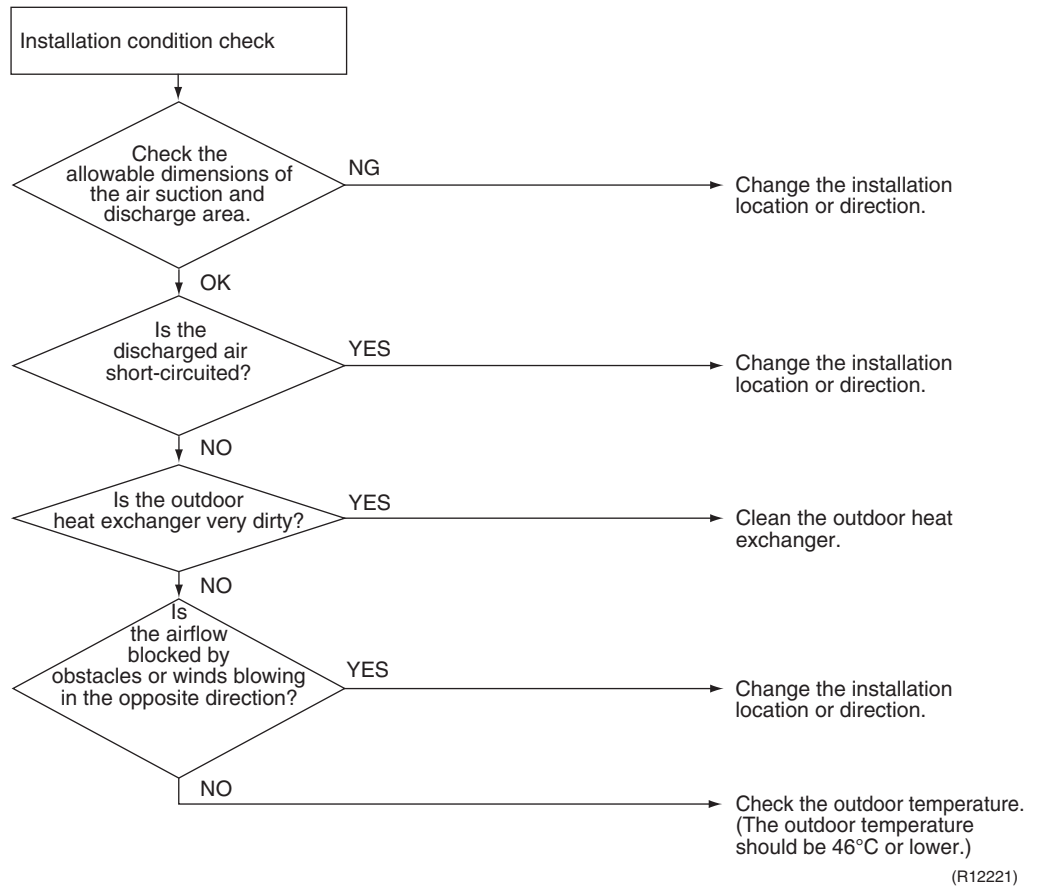 Installation condition check
Check the
allowable dimensions of
the air suction and
discharge area.
NG
Change the installation
location or direction.
OK
Is the
discharged air
short-circuited?
YES
Change the installation
location or direction.
NO
Is the outdoor
heat exchanger very dirty?
YES
Clean the outdoor heat
exchanger.
NO
Is
the airflow
blocked by
obstacles or winds blowing
in the opposite direction?
YES
Change the installation
location or direction.
NO
Check the outdoor temperature.
(The outdoor temperature
should be 46°C or lower.)
(R12221)